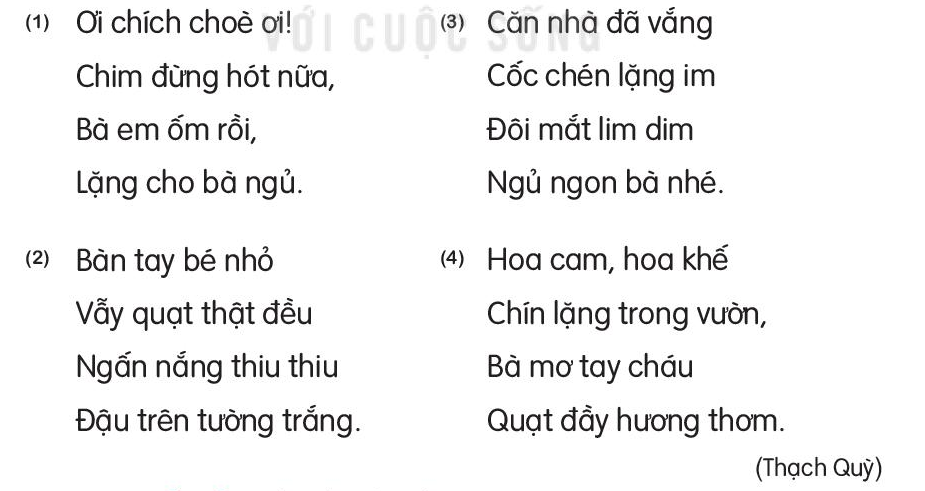 VỚI CUỘC SỐNG
(1) Ơi chích choè ơi!
Chim đừng hót nữa,
Bà em ốm rồi,
Lặng cho bà ngủ.
(2) Bàn tay bé nhỏ
Vẫy quạt thật đều
Ngấn nắng thiu thiu
Đậu trên tường trắng.
(3) Căn nhà đã vắng
Cốc chén lặng im
Đôi mắt lim dim
Ngủ ngon bà nhé.
(4) Hoa cam, hoa khế
Chín lặng trong vườn,
Bà mơ tay cháu
Quạt đầy hương thơm.
(Thạch Quỳ)